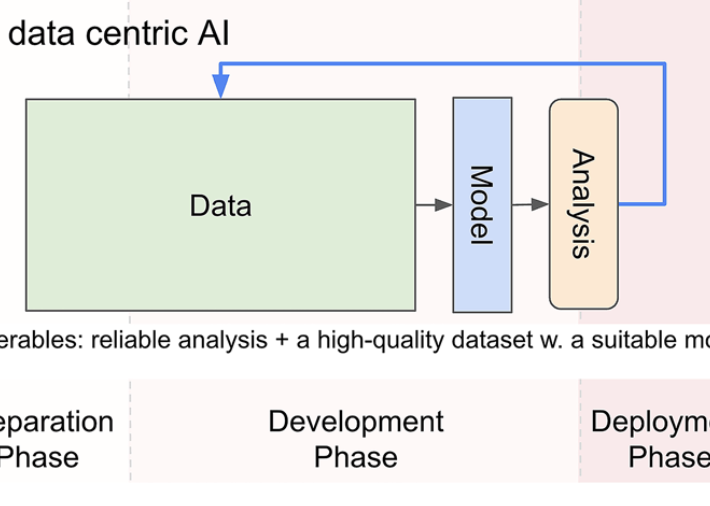 data centric AI
Data
Model
Analysis
erables: reliable analysis + a high-quality dataset w. a suitable mo
eparation
Phase
Development
Phase
Deployme
Phase